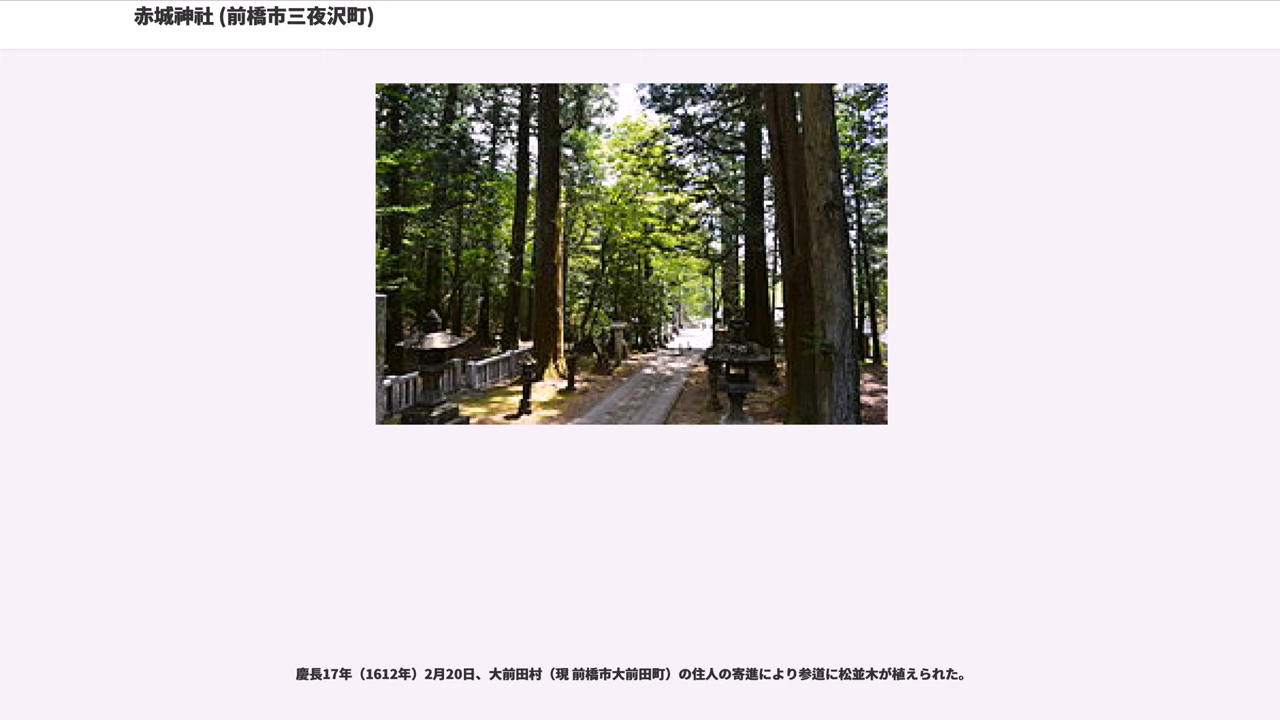 赤城神社 (前橋市三夜沢町)
慶長17年（1612年）2月20日、大前田村（現 前橋市大前田町）の住人の寄進により参道に松並木が植えられた。